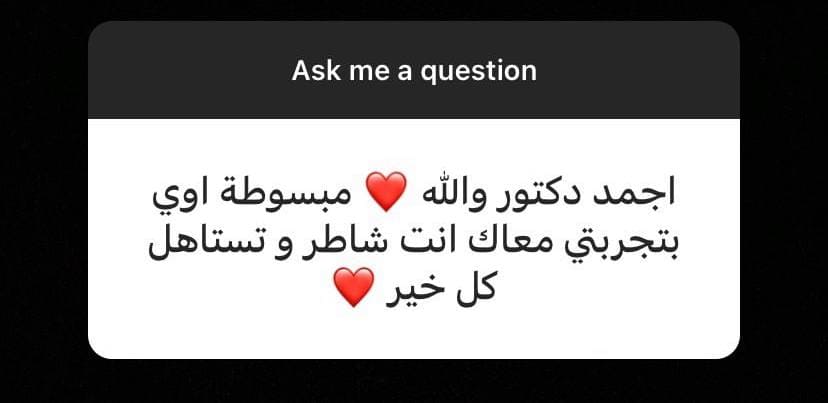 Ask me a question
اجمد دكتور والله ❤️ مبسوطة اوي
بتجربتي معاك انت شاطر و تستاهل
كل خير ❤️